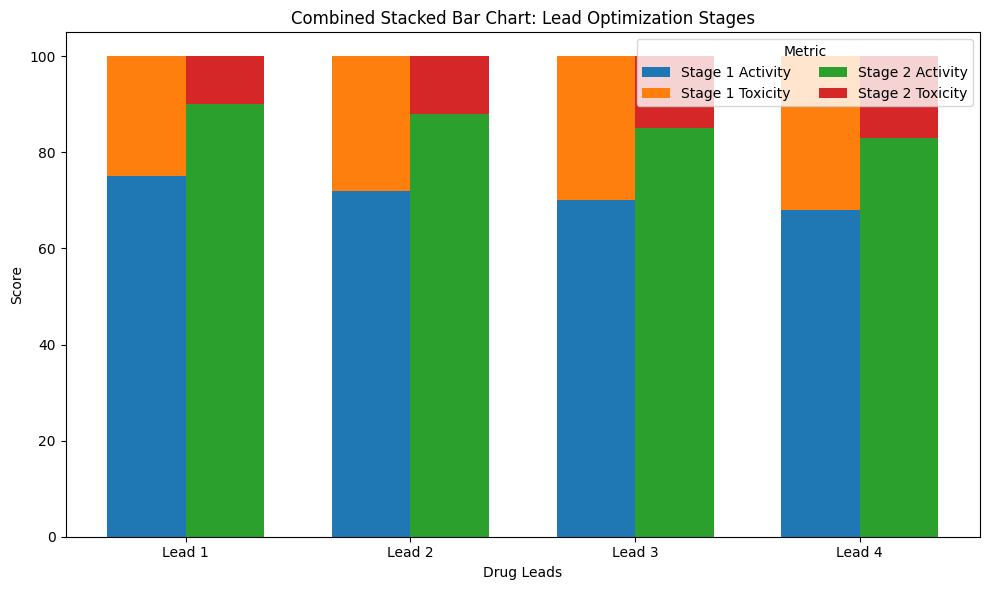 Combined Stacked Bar Chart: Lead Optimization Stages
Metric
Stage 1 Activity
Stage 1 Toxicity
Stage 2 Activity
Stage 2 Toxicity
Score
100
80
60
40
20
0
Lead 1
Lead 2
Lead 3
Lead 4
Drug Leads